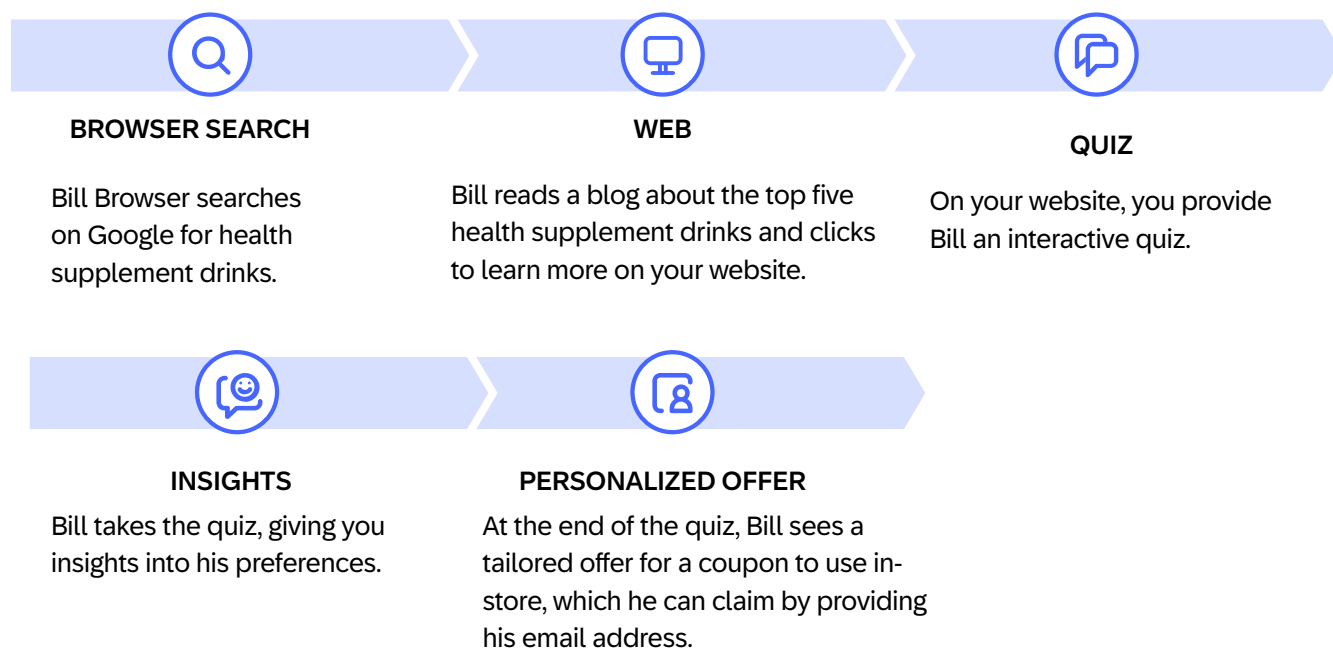 BROWSER SEARCH
Bill Browser searches
on Google for health
supplement drinks.
WEB
Bill reads a blog about the top five
health supplement drinks and clicks
to learn more on your website.
QUIZ
On your website, you provide
Bill an interactive quiz.
INSIGHTS
Bill takes the quiz, giving you
insights into his preferences.
PERSONALIZED OFFER
At the end of the quiz, Bill sees a
tailored offer for a coupon to use in-
store, which he can claim by providing
his email address.